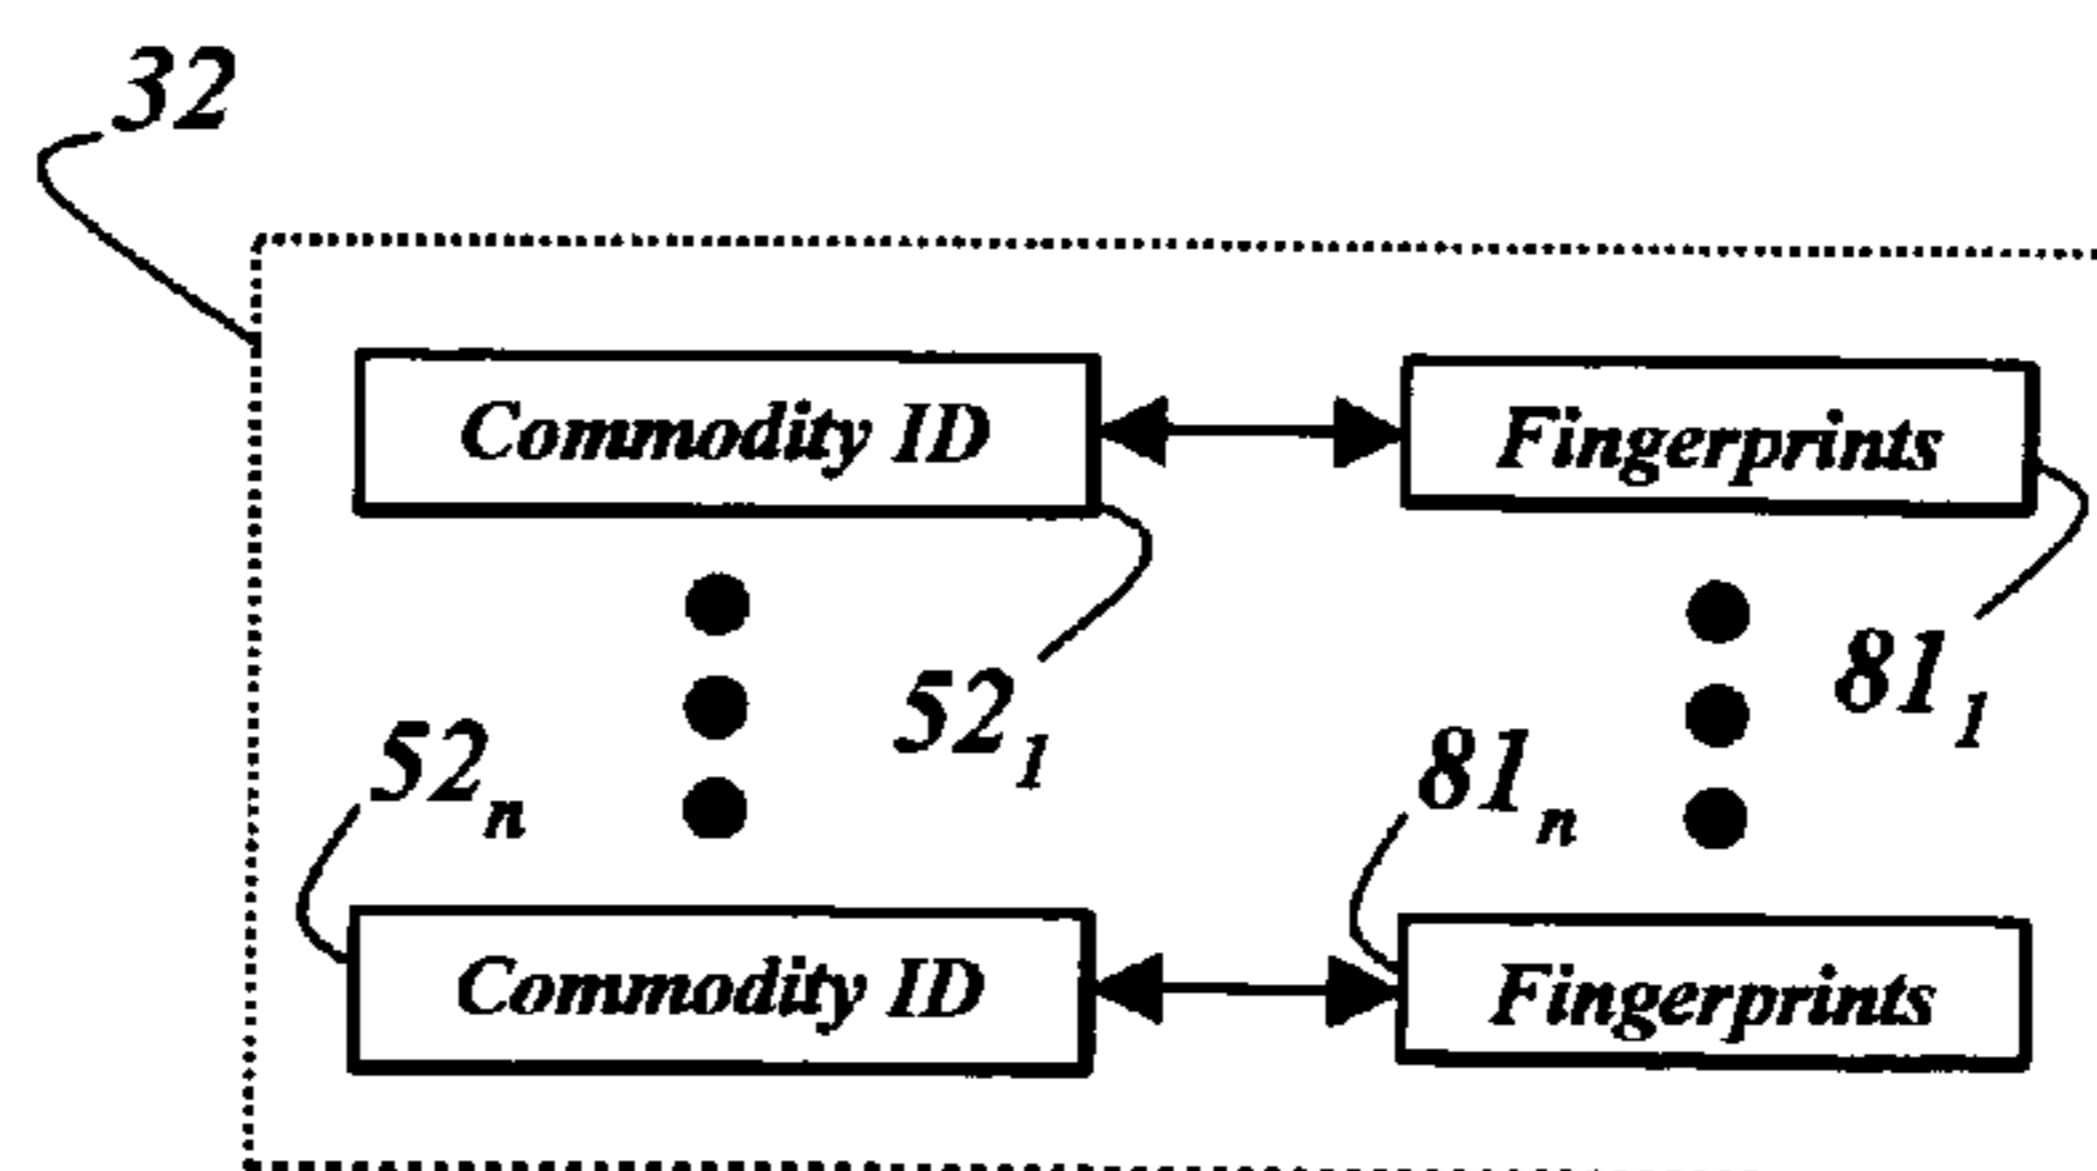 32
Commodity ID Fingerprints
52₁ 81₁
52ₙ 81ₙ
Commodity ID Fingerprints